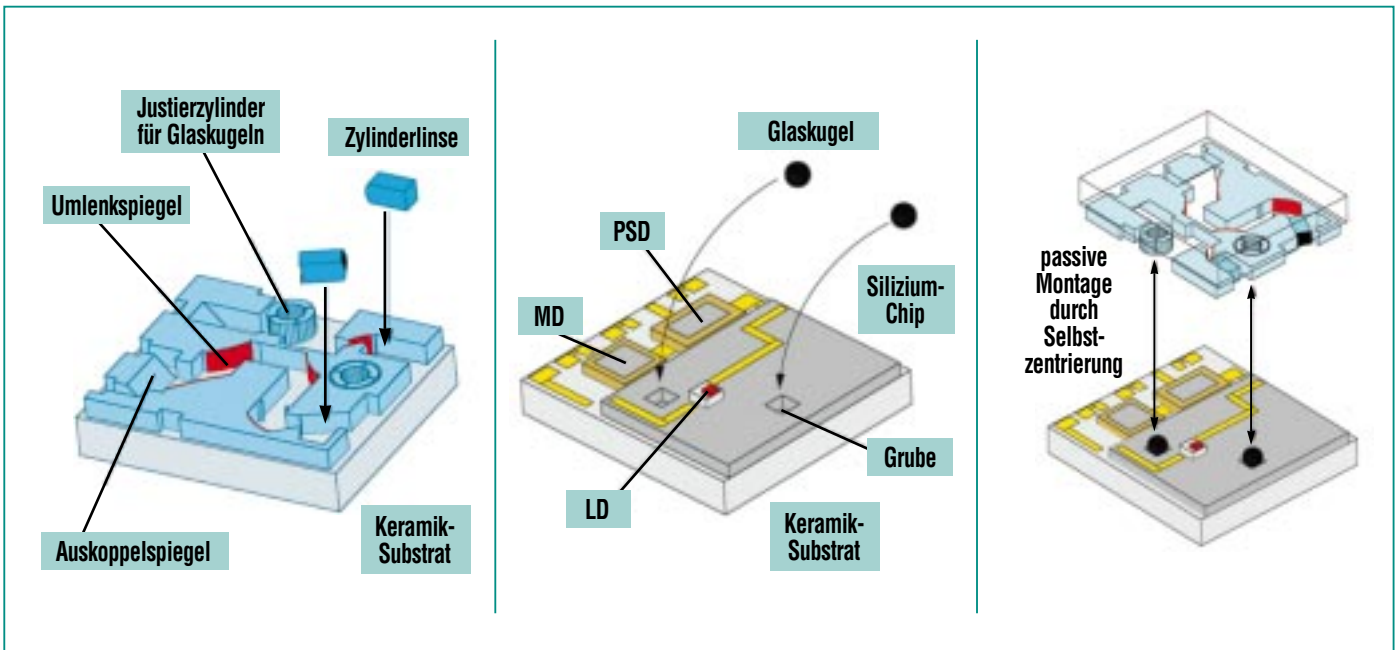 Justierzylinder
für Glaskugeln
Zylinderlinse
Umlenkspiegel
Auskoppelspiegel
Keramik-
Substrat
Glaskugel
PSD
Silizium-
Chip
MD
Grube
LD
Keramik-
Substrat
passive
Montage
durch
Selbst-
zentrierung